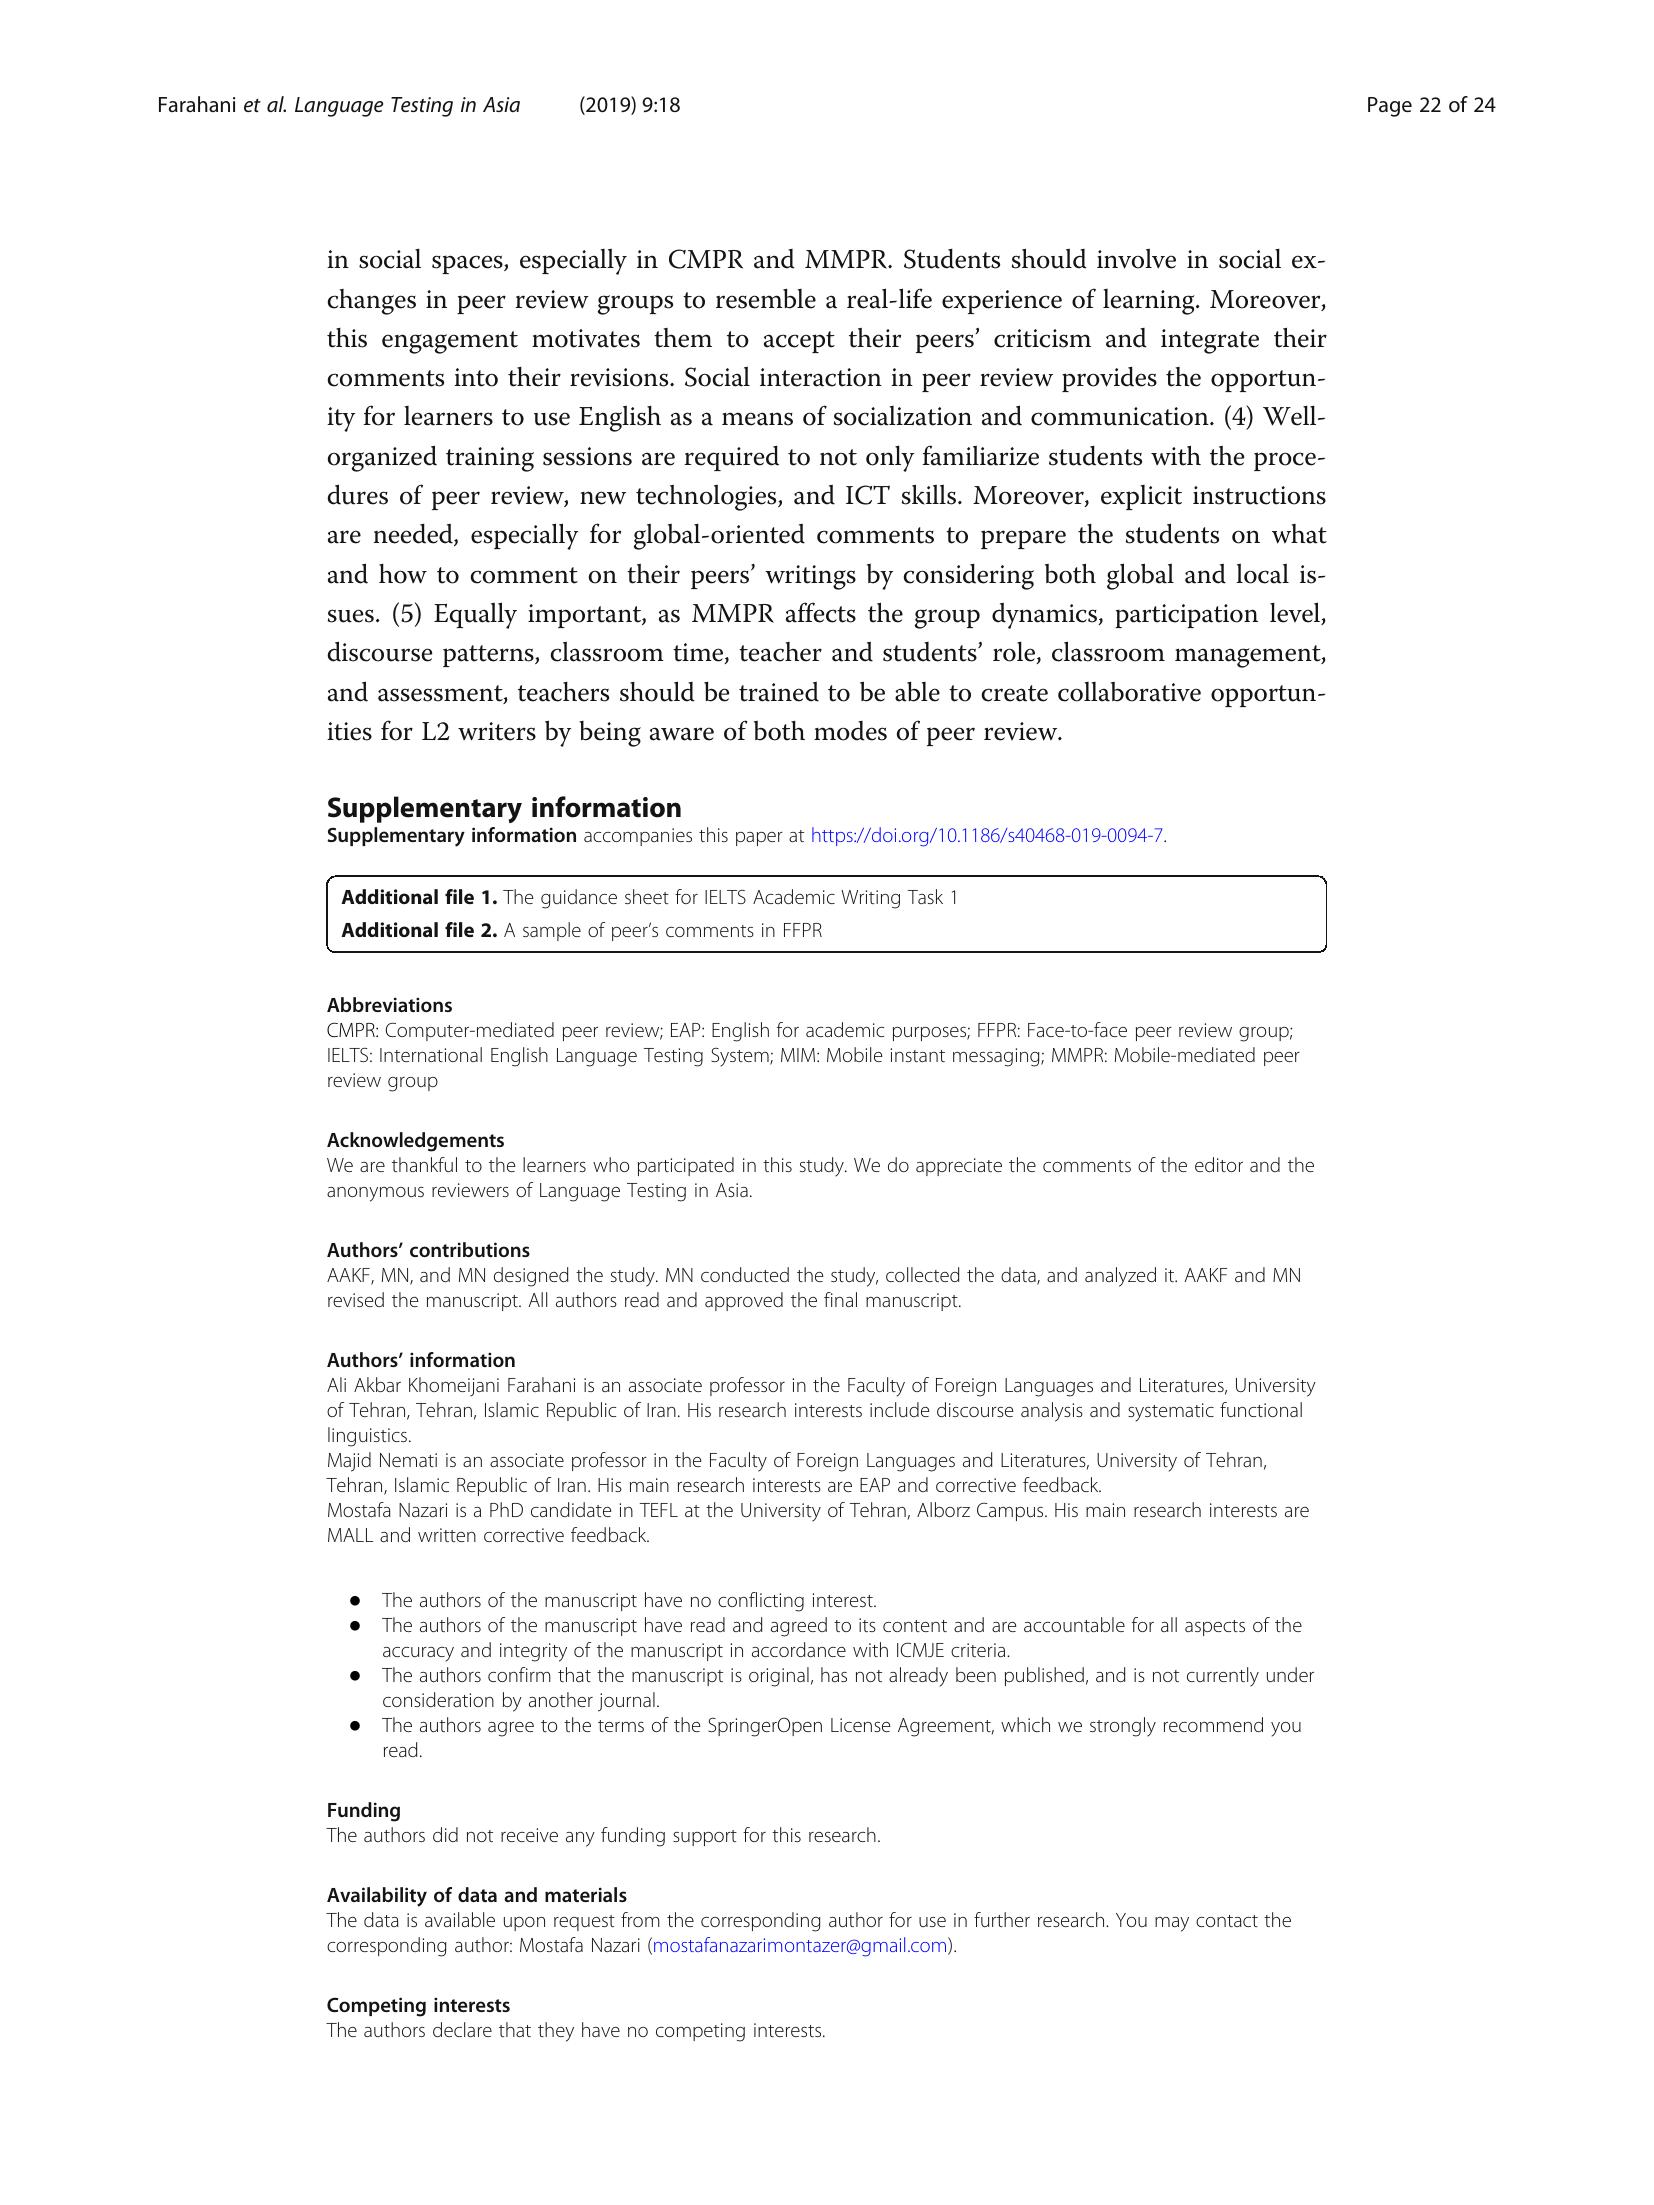 Farahani et al. Language Testing in Asia (2019) 9:18 Page 22 of 24
in social spaces, especially in CMPR and MMPR. Students should involve in social ex-
changes in peer review groups to resemble a real-life experience of learning. Moreover,
this engagement motivates them to accept their peers’ criticism and integrate their
comments into their revisions. Social interaction in peer review provides the opportun-
ity for learners to use English as a means of socialization and communication. (4) Well-
organized training sessions are required to not only familiarize students with the proce-
dures of peer review, new technologies, and ICT skills. Moreover, explicit instructions
are needed, especially for global-oriented comments to prepare the students on what
and how to comment on their peers’ writings by considering both global and local is-
sues. (5) Equally important, as MMPR affects the group dynamics, participation level,
discourse patterns, classroom time, teacher and students’ role, classroom management,
and assessment, teachers should be trained to be able to create collaborative opportun-
ities for L2 writers by being aware of both modes of peer review.
Supplementary information
Supplementary information accompanies this paper at https://doi.org/10.1186/s40468-019-0094-7.
Additional file 1. The guidance sheet for IELTS Academic Writing Task 1
Additional file 2. A sample of peer’s comments in FFPR
Abbreviations
CMPR: Computer-mediated peer review; EAP: English for academic purposes; FFPR: Face-to-face peer review group;
IELTS: International English Language Testing System; MIM: Mobile instant messaging; MMPR: Mobile-mediated peer
review group
Acknowledgements
We are thankful to the learners who participated in this study. We do appreciate the comments of the editor and the
anonymous reviewers of Language Testing in Asia.
Authors’ contributions
AAKF, MN, and MN designed the study. MN conducted the study, collected the data, and analyzed it. AAKF and MN
revised the manuscript. All authors read and approved the final manuscript.
Authors’ information
Ali Akbar Khomeijani Farahani is an associate professor in the Faculty of Foreign Languages and Literatures, University
of Tehran, Tehran, Islamic Republic of Iran. His research interests include discourse analysis and systematic functional
linguistics.
Majid Nemati is an associate professor in the Faculty of Foreign Languages and Literatures, University of Tehran,
Tehran, Islamic Republic of Iran. His main research interests are EAP and corrective feedback.
Mostafa Nazari is a PhD candidate in TEFL at the University of Tehran, Alborz Campus. His main research interests are
MALL and written corrective feedback.
● The authors of the manuscript have no conflicting interest.
● The authors of the manuscript have read and agreed to its content and are accountable for all aspects of the
accuracy and integrity of the manuscript in accordance with ICMJE criteria.
● The authors confirm that the manuscript is original, has not already been published, and is not currently under
consideration by another journal.
● The authors agree to the terms of the SpringerOpen License Agreement, which we strongly recommend you
read.
Funding
The authors did not receive any funding support for this research.
Availability of data and materials
The data is available upon request from the corresponding author for use in further research. You may contact the
corresponding author: Mostafa Nazari (mostafanazarimontazer@gmail.com).
Competing interests
The authors declare that they have no competing interests.